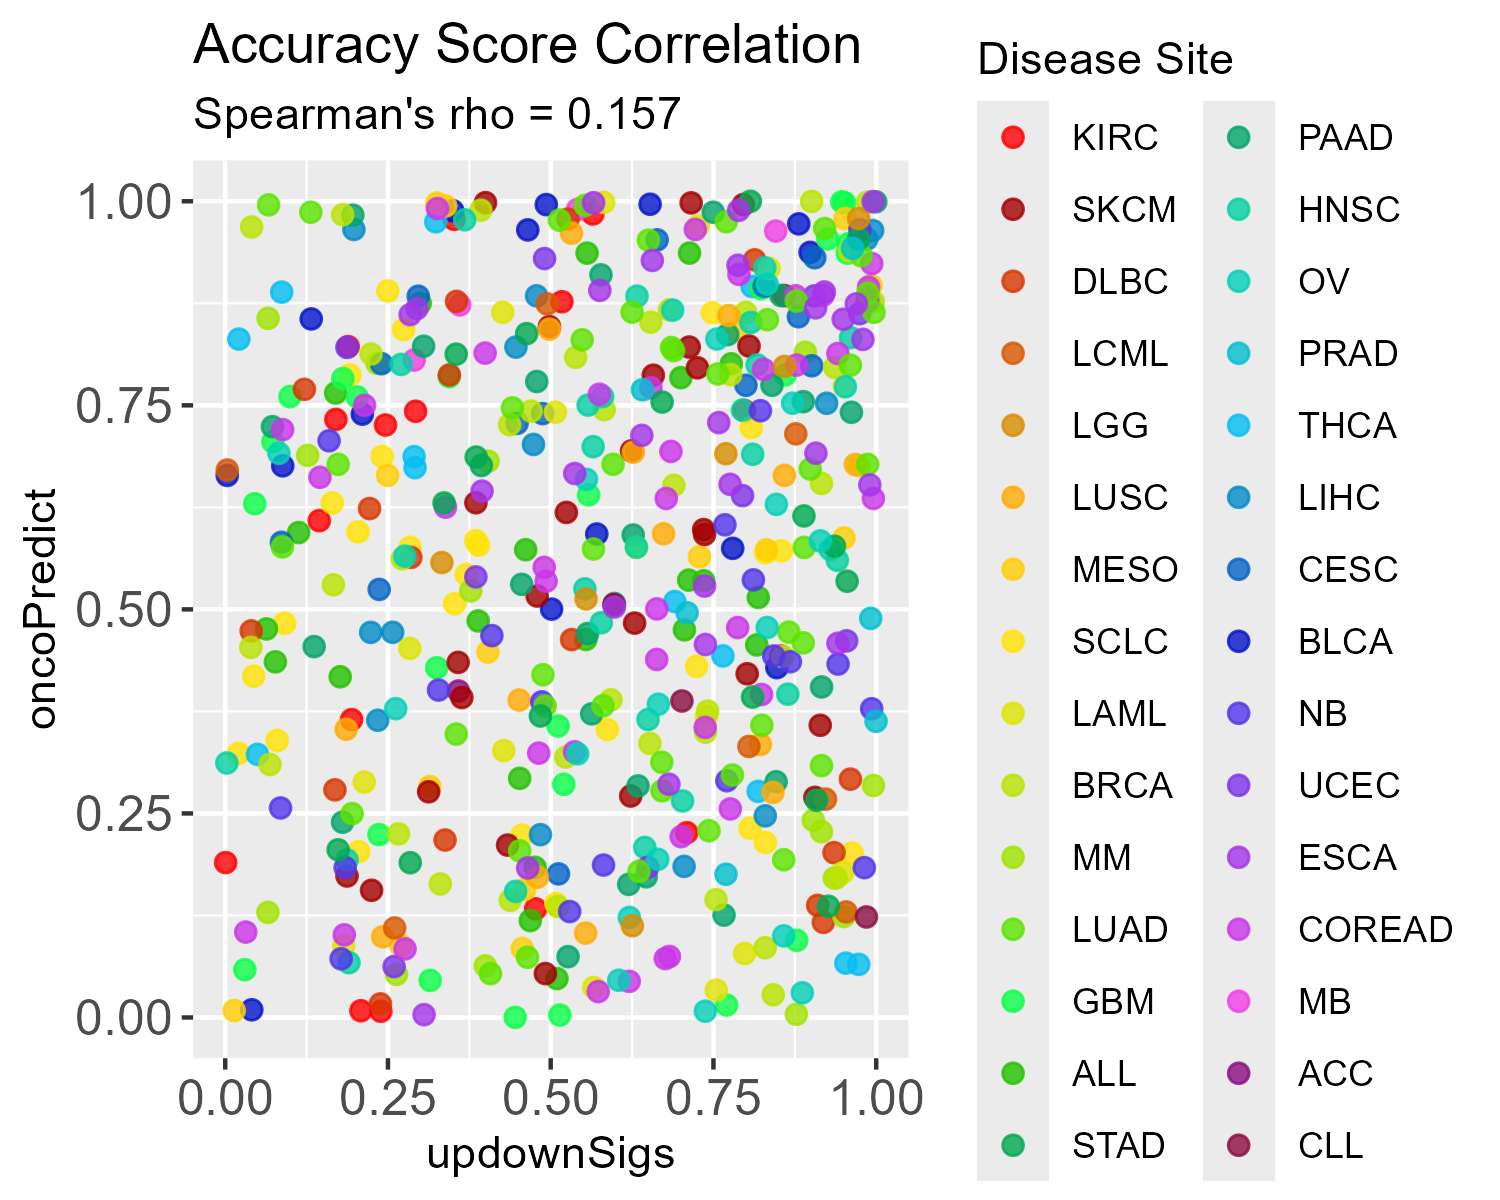 Accuracy Score Correlation
Spearman's rho = 0.157
oncoPredict
1.00
0.75
0.50
0.25
0.00
0.00 0.25 0.50 0.75 1.00
updownSigs
Disease Site
KIRC
SKCM
DLBC
LCML
LGG
LUSC
MESO
SCLC
LAML
BRCA
MM
LUAD
GBM
ALL
STAD
PAAD
HNSC
OV
PRAD
THCA
LIHC
CESC
BLCA
NB
UCEC
ESCA
COREAD
MB
ACC
CLL